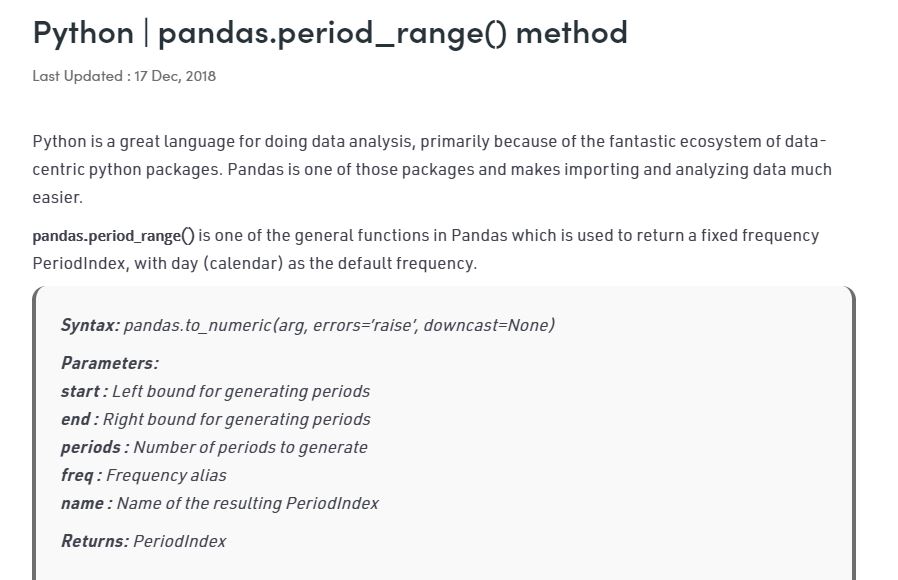 Python | pandas.period_range() method
Last Updated : 17 Dec, 2018
Python is a great language for doing data analysis, primarily because of the fantastic ecosystem of data-
centric python packages. Pandas is one of those packages and makes importing and analyzing data much
easier.
pandas.period_range() is one of the general functions in Pandas which is used to return a fixed frequency
PeriodIndex, with day (calendar) as the default frequency.
Syntax: pandas.to_numeric(arg, errors=’raise’, downcast=None)
Parameters:
start : Left bound for generating periods
end : Right bound for generating periods
periods : Number of periods to generate
freq : Frequency alias
name : Name of the resulting PeriodIndex
Returns: PeriodIndex